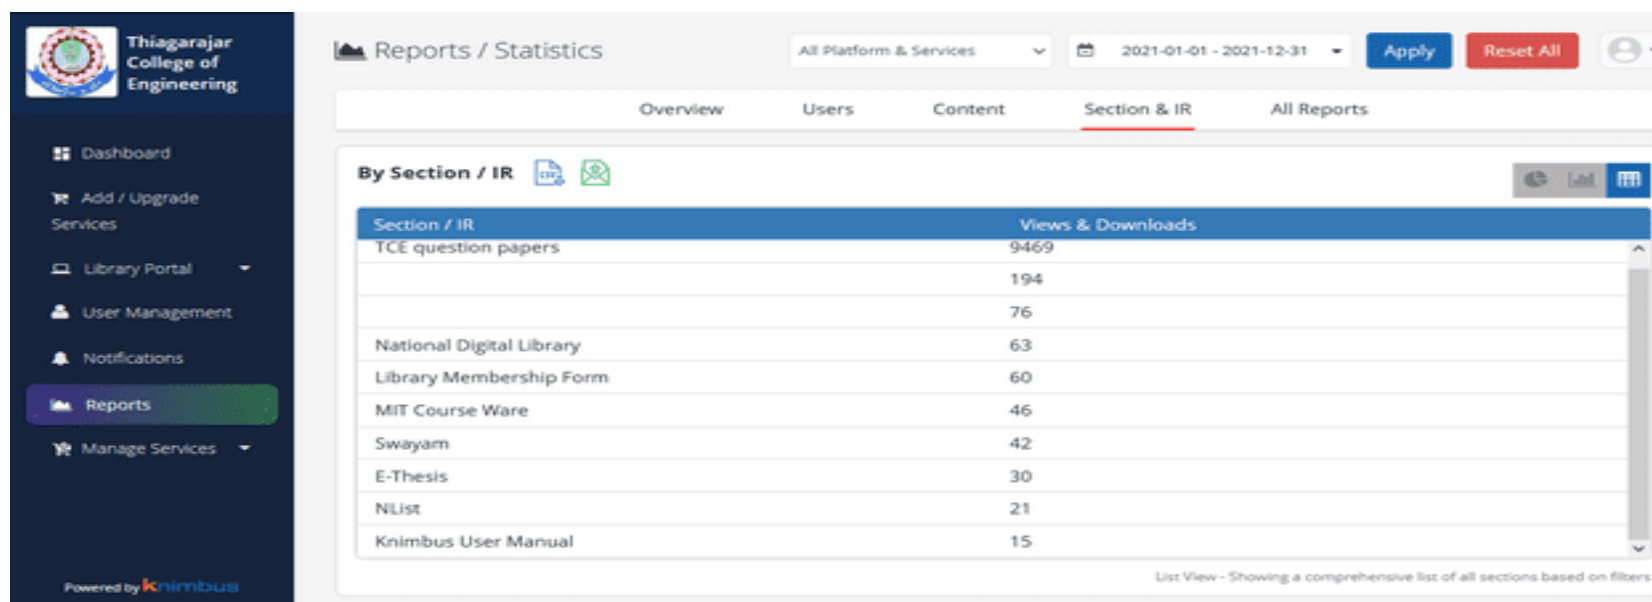 Thiagarajar
College of
Engineering
Dashboard
Add / Upgrade
Services
Library Portal
User Management
Notifications
Reports
Manage Services
Powered by Knimbus
Reports / Statistics
All Platform & Services
2021-01-01 - 2021-12-31
Apply
Reset All
Overview Users Content Section & IR All Reports
By Section / IR
Section / IR Views & Downloads
TCE question papers 9469
194
76
National Digital Library 63
Library Membership Form 60
MIT Course Ware 46
Swayam 42
E-Thesis 30
NList 21
Knimbus User Manual 15
List View - Showing a comprehensive list of all sections based on filters